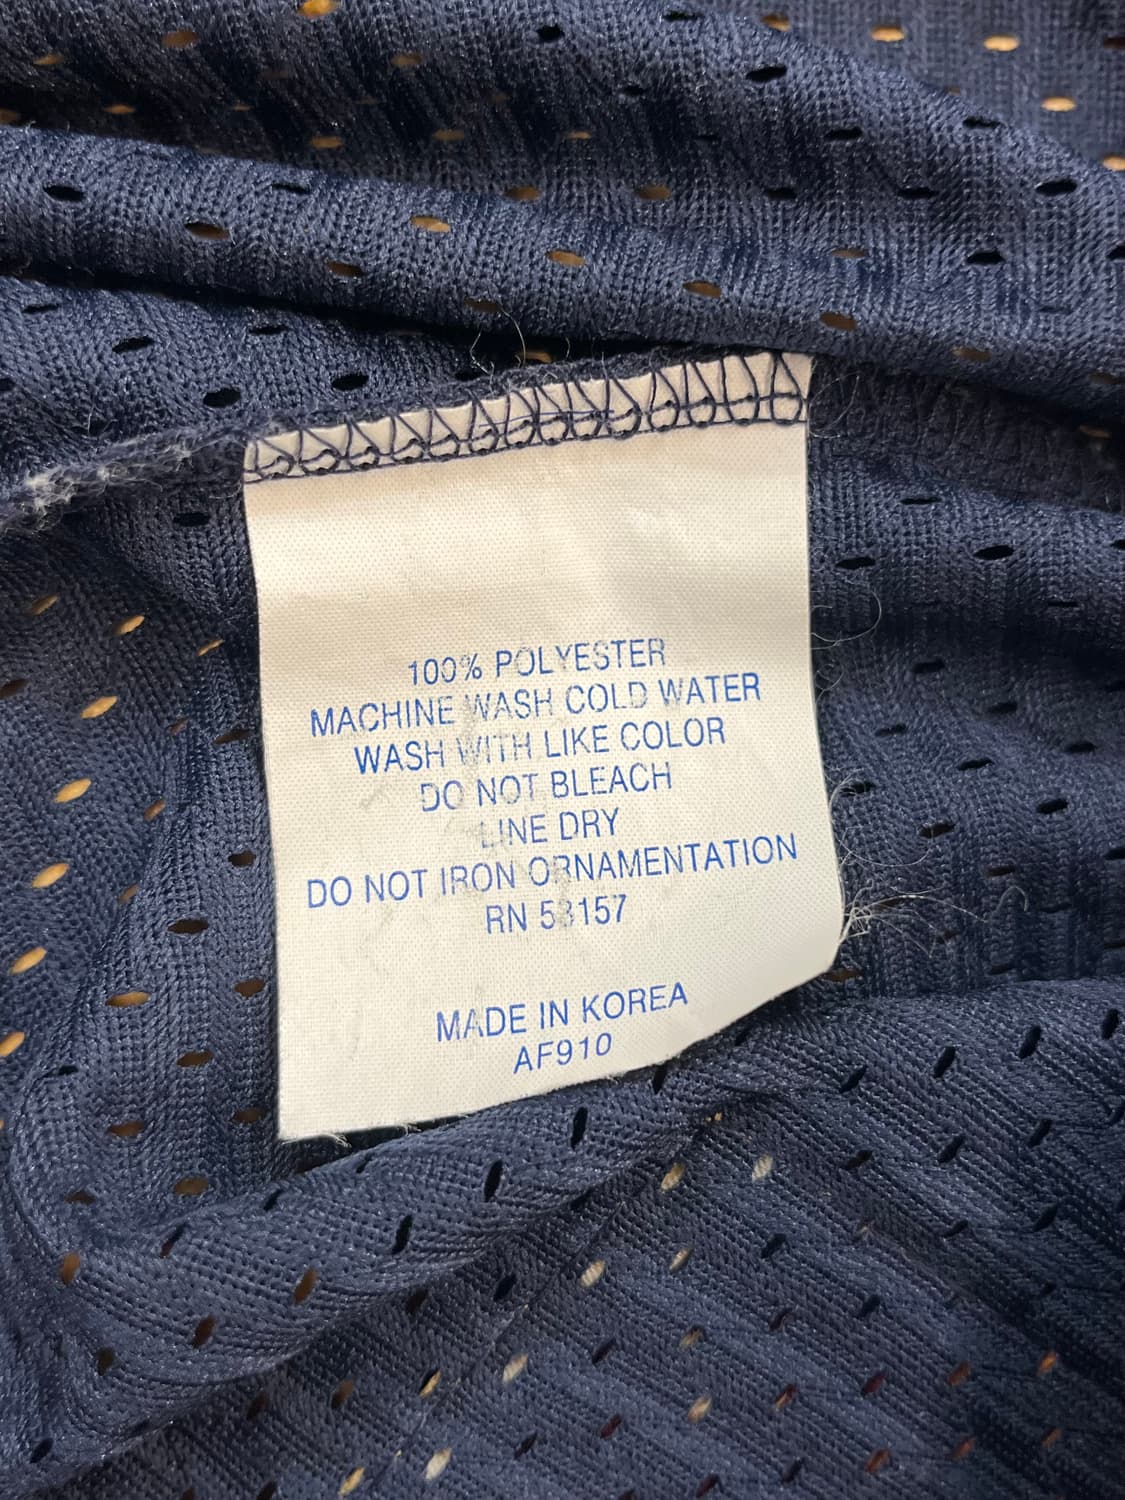 100% POLYESTER
MACHINE WASH COLD WATER
WASH WITH LIKE COLOR
DO NOT BLEACH
LINE DRY
DO NOT IRON ORNAMENTATION
RN 53157
MADE IN KOREA
AF910